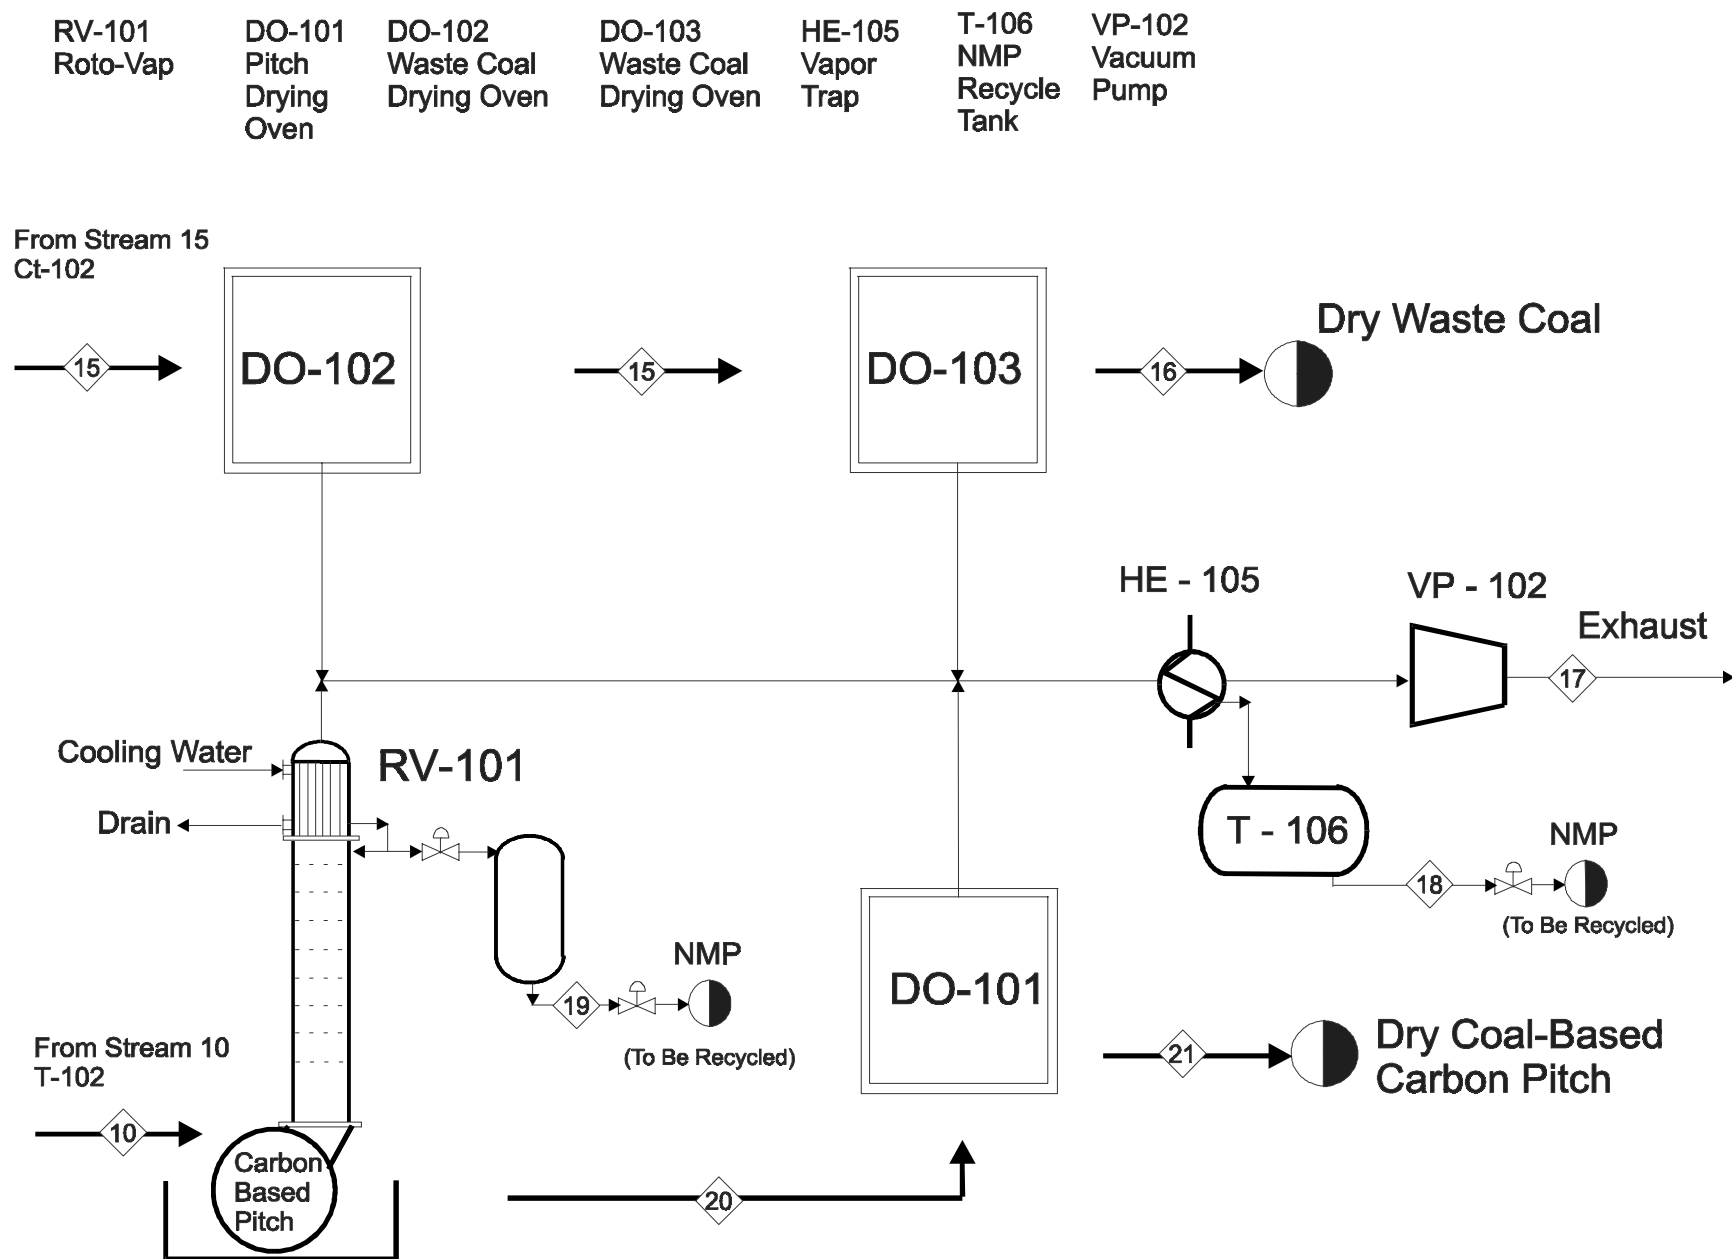 RV-101
Roto-Vap
DO-101
Pitch
Drying
Oven
DO-102
Waste Coal
Drying Oven
DO-103
Waste Coal
Drying Oven
HE-105
Vapor
Trap
T-106
NMP
Recycle
Tank
VP-102
Vacuum
Pump
From Stream 15
Ct-102
15
DO-102
15
DO-103
16
Dry Waste Coal
HE - 105
VP - 102
Exhaust
17
Cooling Water
RV-101
Drain
T - 106
18
NMP
(To Be Recycled)
19
NMP
(To Be Recycled)
DO-101
21
Dry Coal-Based
Carbon Pitch
From Stream 10
T-102
10
Carbon
Based
Pitch
20